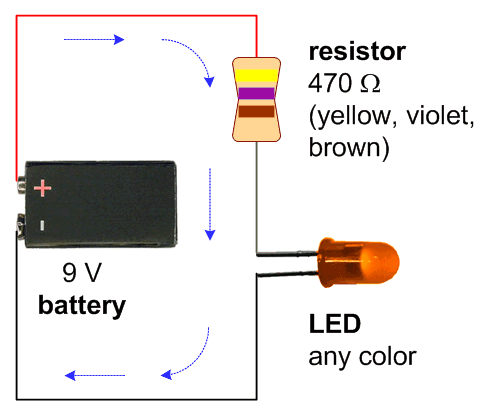 resistor
470 Ω
(yellow, violet,
brown)
+
-
9 V
battery
LED
any color